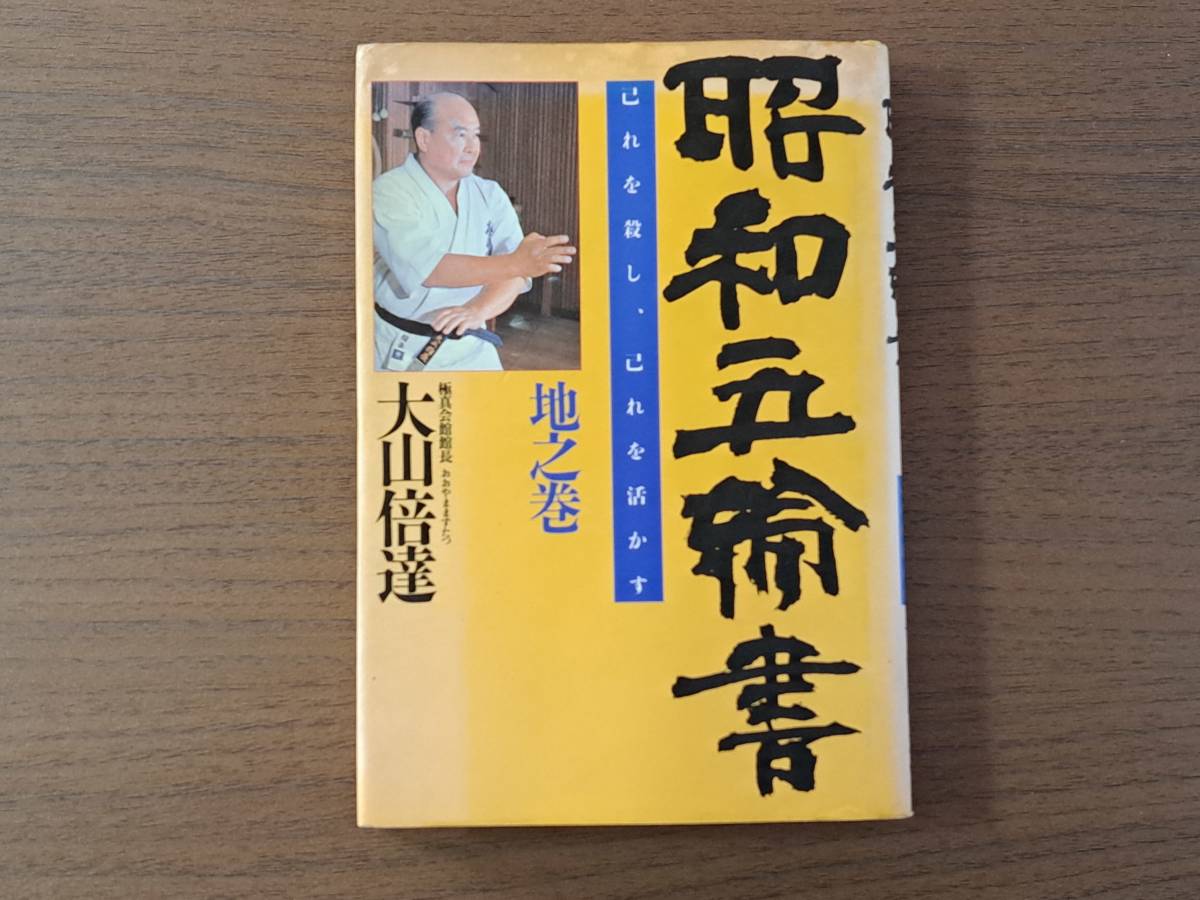 昭和五輪書
己れを殺し、己れを活かす
地之巻
極真会館館長
おおやまますたつ
大山倍達